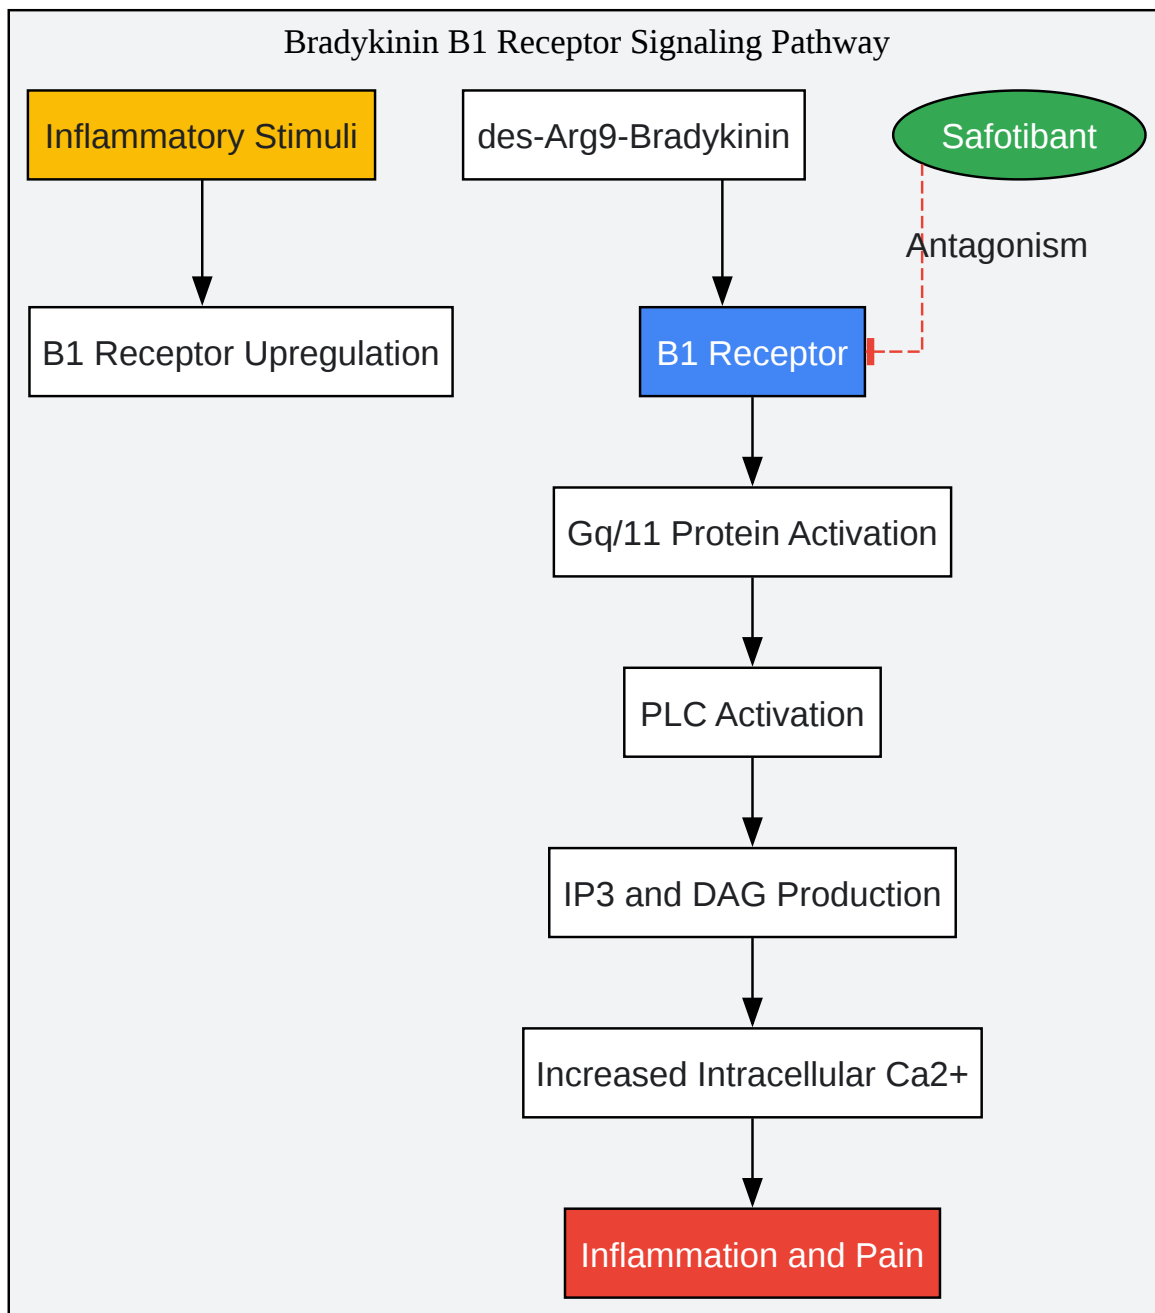 Bradykinin B1 Receptor Signaling Pathway
Inflammatory Stimuli
des-Arg9-Bradykinin
Safotibant
Antagonism
B1 Receptor Upregulation
B1 Receptor
Gq/11 Protein Activation
PLC Activation
IP3 and DAG Production
Increased Intracellular Ca2+
Inflammation and Pain